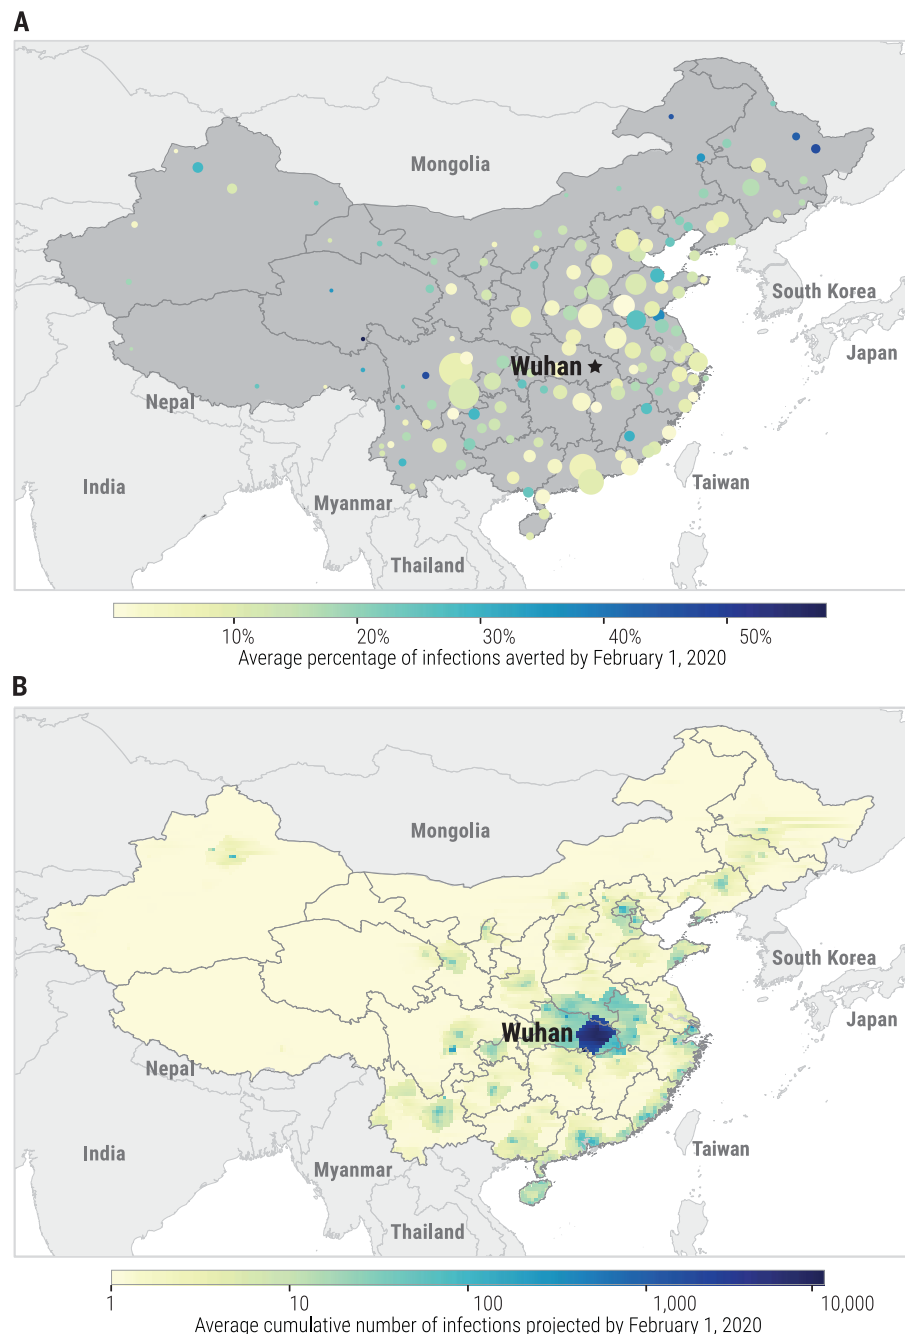 A
Mongolia
South Korea
Japan
Wuhan
Nepal
Taiwan
India
Myanmar
Thailand
10% 20% 30% 40% 50%
Average percentage of infections averted by February 1, 2020
B
Mongolia
South Korea
Japan
Wuhan
Nepal
Taiwan
India
Myanmar
Thailand
1 10 100 1,000 10,000
Average cumulative number of infections projected by February 1, 2020